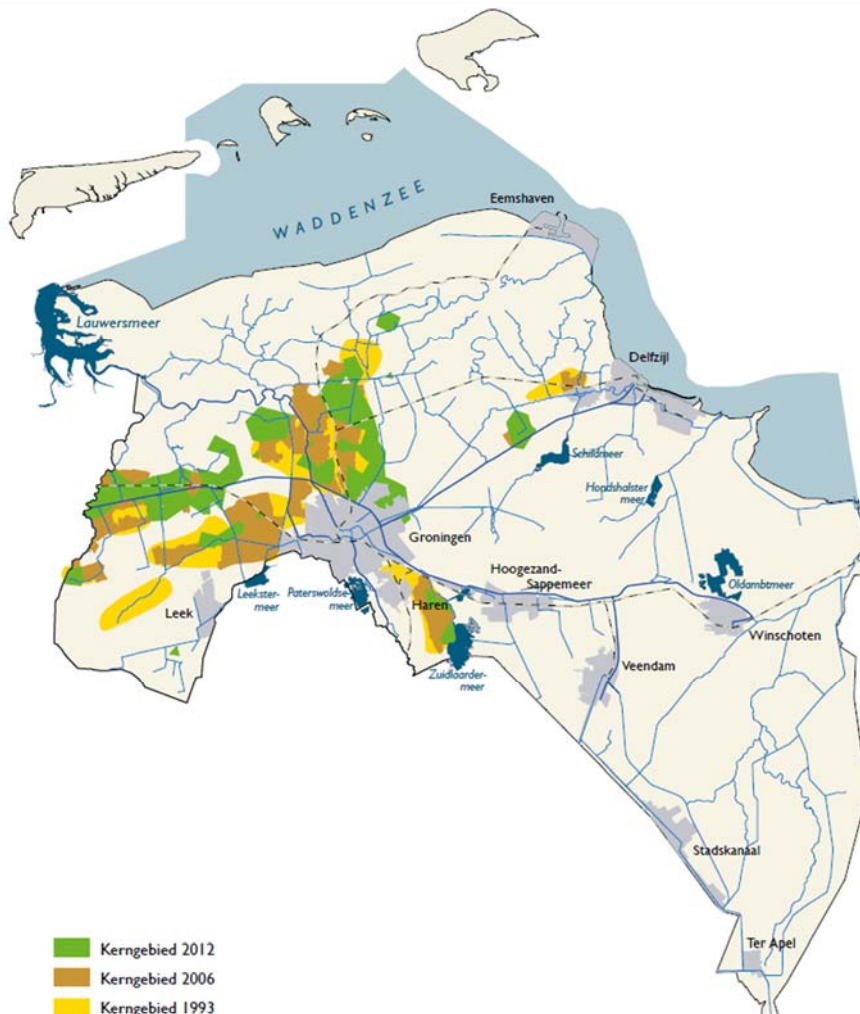 WADDENZEE
Eemshaven
Lauwersmeer
Delfzijl
Schildmeer
Hondshalster
meer
Groningen
Hoogezand-
Sappemeer
Oldambtmeer
Leekster-
meer
Paterswoldse-
meer
Haren
Leek
Winschoten
Veendam
Zuidlaarder-
meer
Stadskanaal
Ter Apel
Kerngebied 2012
Kerngebied 2006
Kerngebied 1993